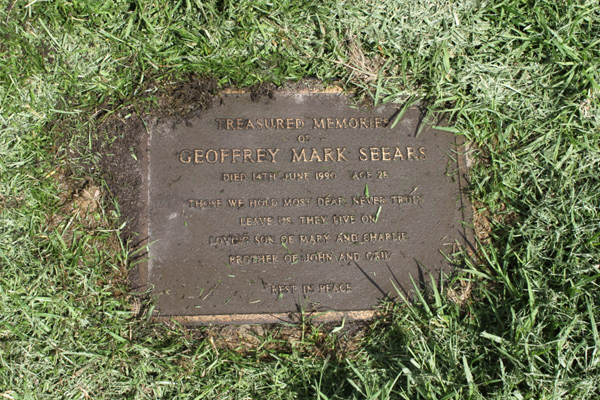 TREASURED MEMORIES
OF
GEOFFREY MARK SEEARS
DIED 14TH JUNE 1990 AGE 28
THOSE WE HOLD MOST DEAR NEVER TRULY
LEAVE US. THEY LIVE ON
LOVING SON OF MARY AND CHARLIE
BROTHER OF JOHN AND GAIL
REST IN PEACE